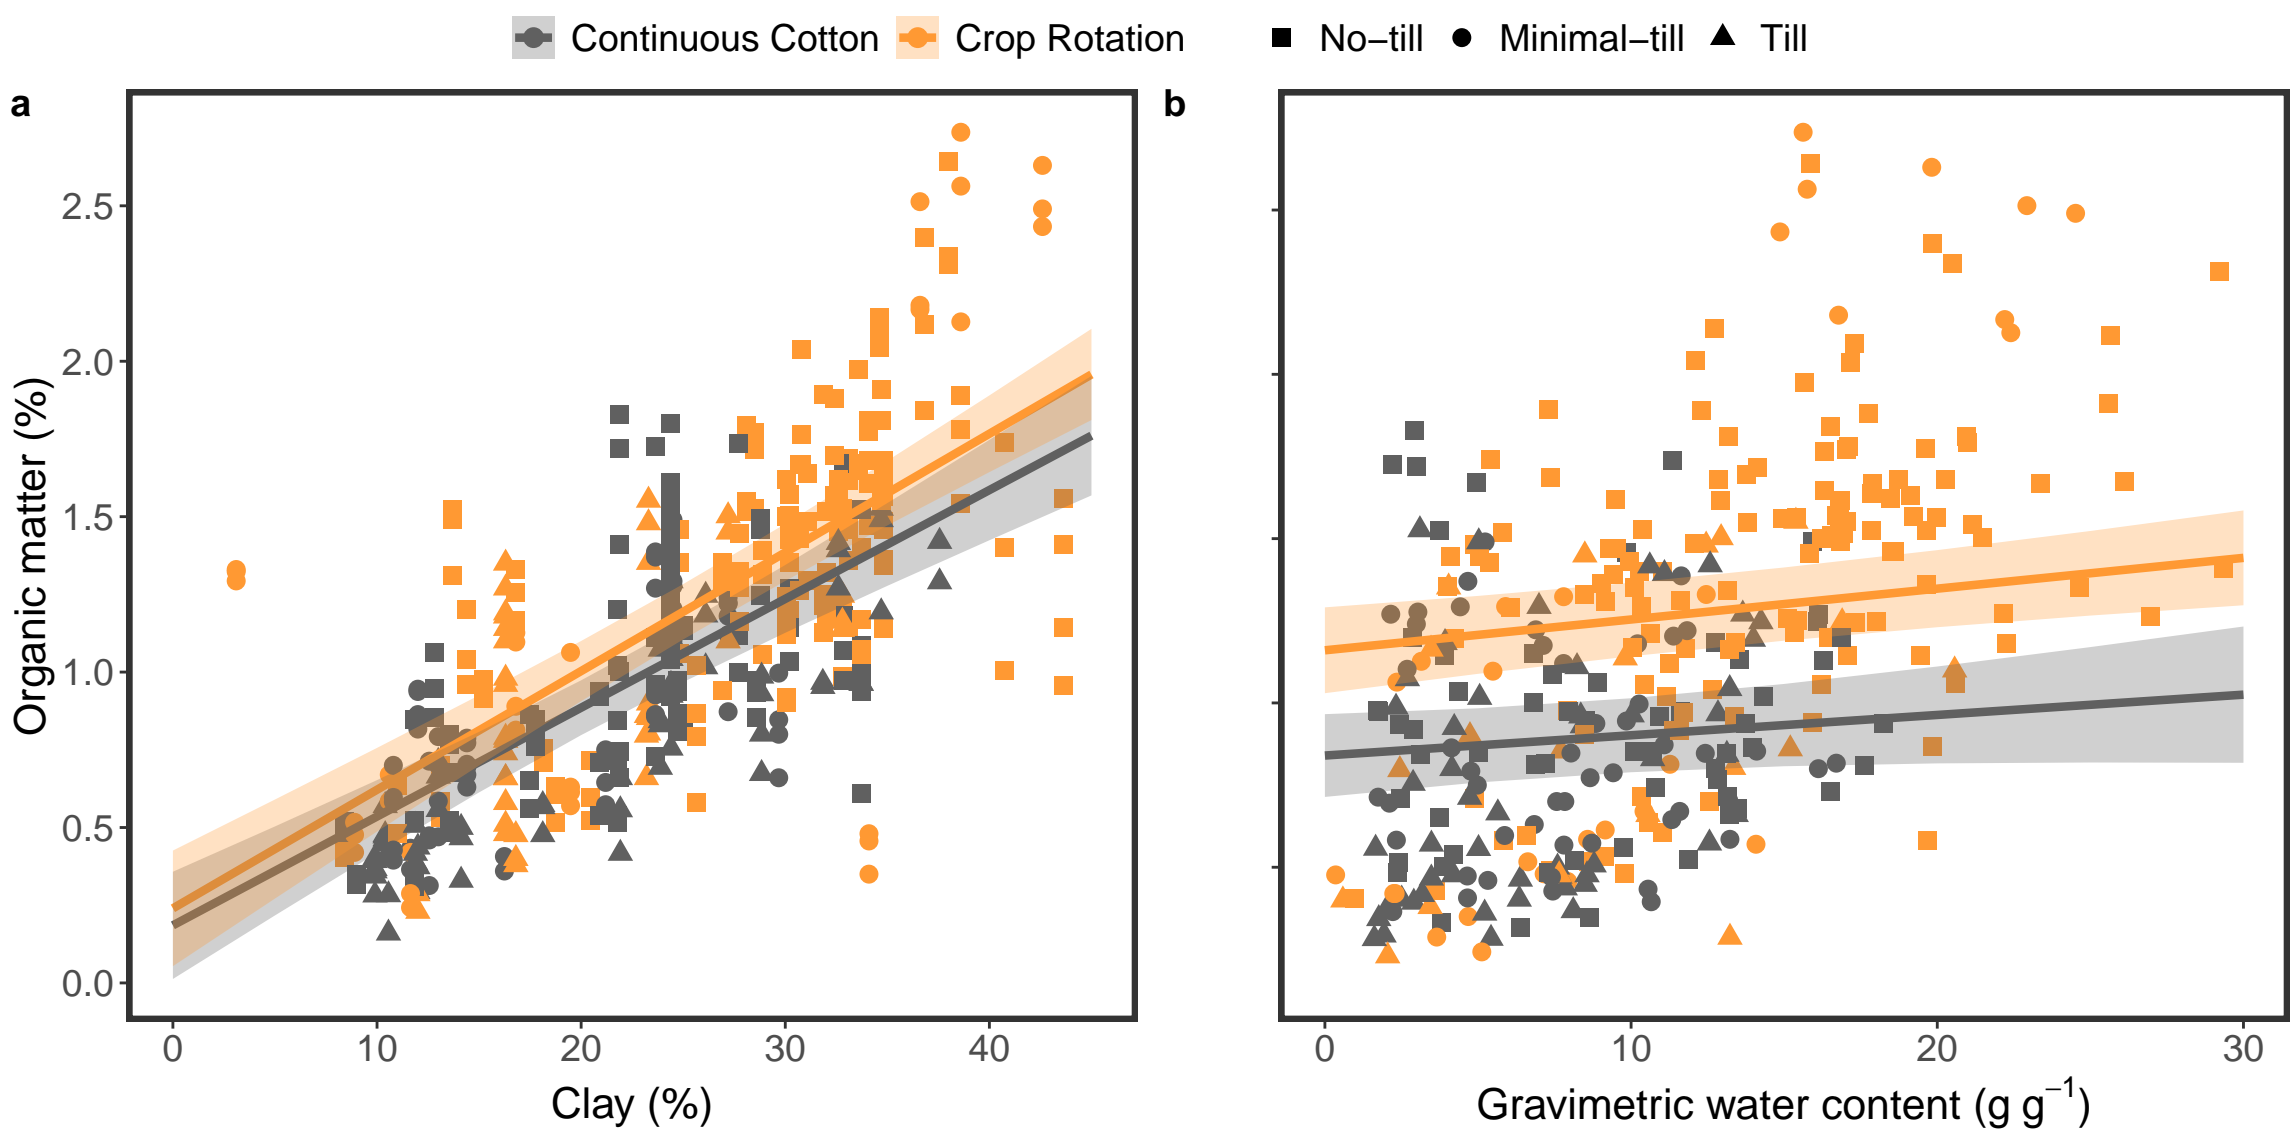 Continuous Cotton Crop Rotation No−till Minimal−till Till
a
b
Organic matter (%)
2.5
2.0
1.5
1.0
0.5
0.0
0 10 20 30 40
0 10 20 30
Clay (%)
Gravimetric water content (g g⁻¹)